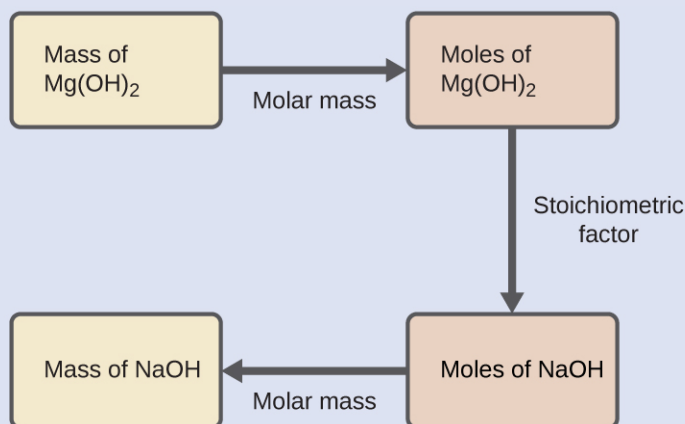 Mass of
Mg(OH)₂
Molar mass
Moles of
Mg(OH)₂
Stoichiometric
factor
Mass of NaOH
Molar mass
Moles of NaOH